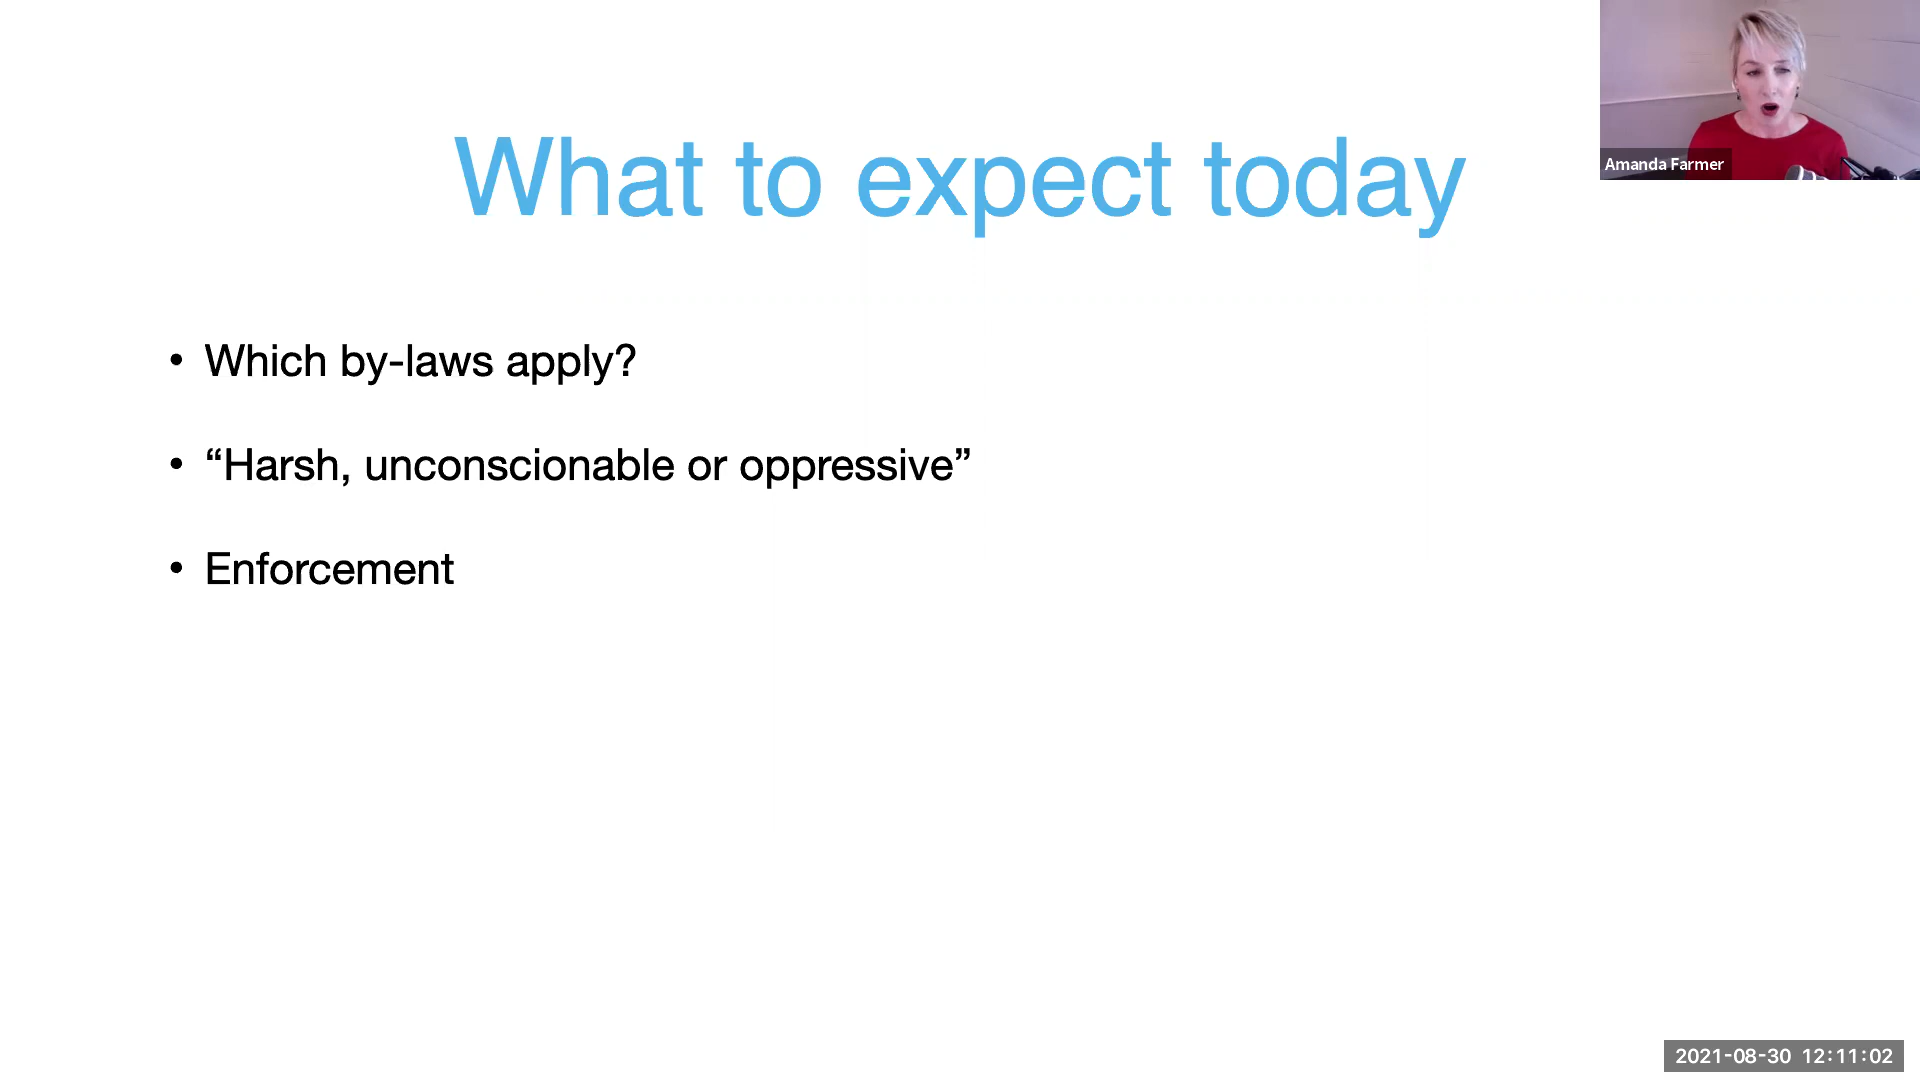 What to expect today
Amanda Farmer
• Which by-laws apply?
• “Harsh, unconscionable or oppressive”
• Enforcement
2021-08-30 12:11:02